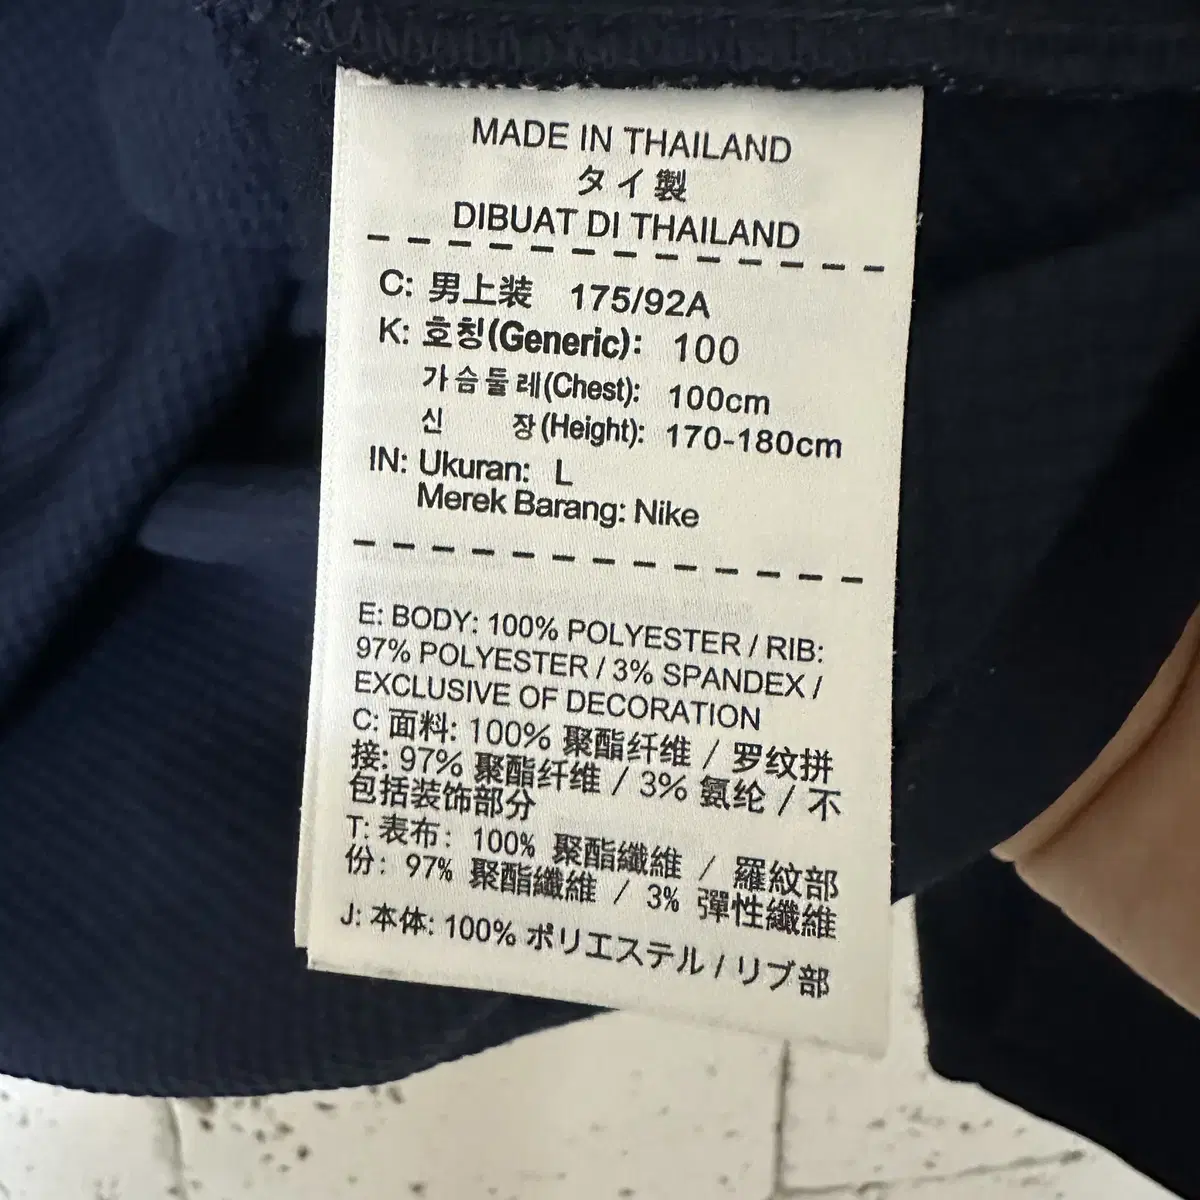 MADE IN THAILAND
タイ製
DIBUAT DI THAILAND
C: 男上装 175/92A
K: 호칭(Generic): 100
가슴둘레(Chest): 100cm
신 장(Height): 170-180cm
IN: Ukuran: L
Merek Barang: Nike
E: BODY: 100% POLYESTER / RIB:
97% POLYESTER / 3% SPANDEX /
EXCLUSIVE OF DECORATION
C: 面料: 100% 聚酯纤维 / 罗纹拼
接: 97% 聚酯纤维 / 3% 氨纶 / 不
包括装饰部分
T: 表布: 100% 聚酯纖維 / 羅紋部
份: 97% 聚酯纖維 / 3% 彈性纖維
J: 本体: 100% ポリエステル / リブ部